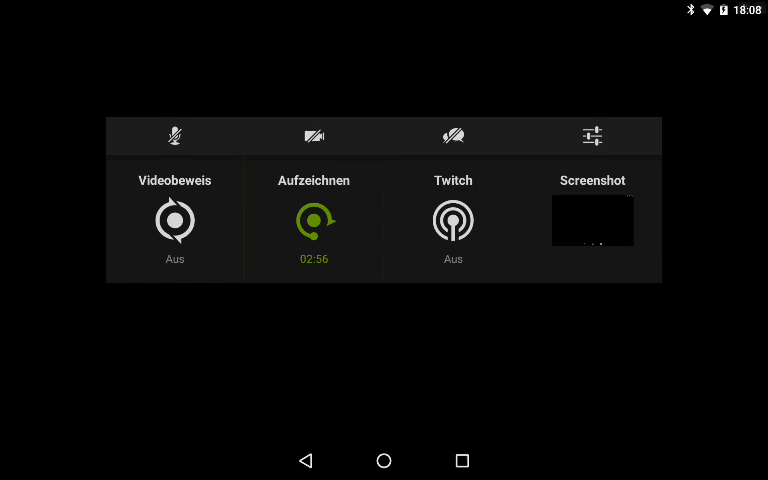 18:08
Videobeweis
Aufzeichnen
Twitch
Screenshot
Aus
02:56
Aus